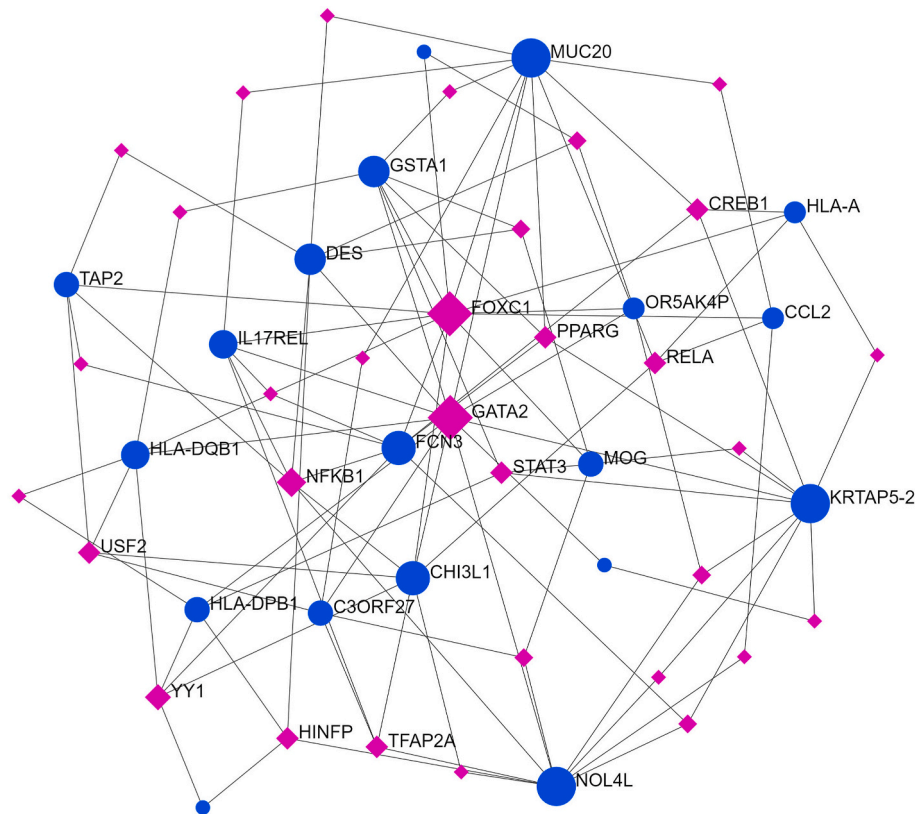 MUC20
GSTA1
CREB1
HLA-A
DES
TAP2
FOXC1
OR5AK4P
CCL2
IL17REL
PPARG
RELA
GATA2
HLA-DQB1
FCN3
NFKB1
STAT3
MOG
KRTAP5-2
USF2
CHI3L1
HLA-DPB1
C3ORF27
YY1
HINFP
TFAP2A
NOL4L